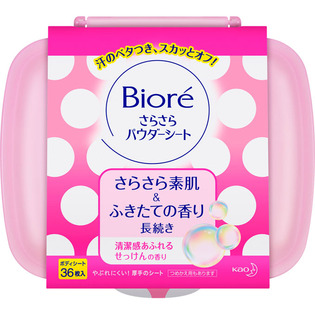 汗のベタつき、スカッとオフ!
Bioré
さらさら
パウダーシート
さらさら素肌
&
ふきたての香り
長続き
清潔感あふれる
せっけんの香り
ボディシート
36枚入
やぶれにくい!厚手のシート
つめかえ用もあります
Kao